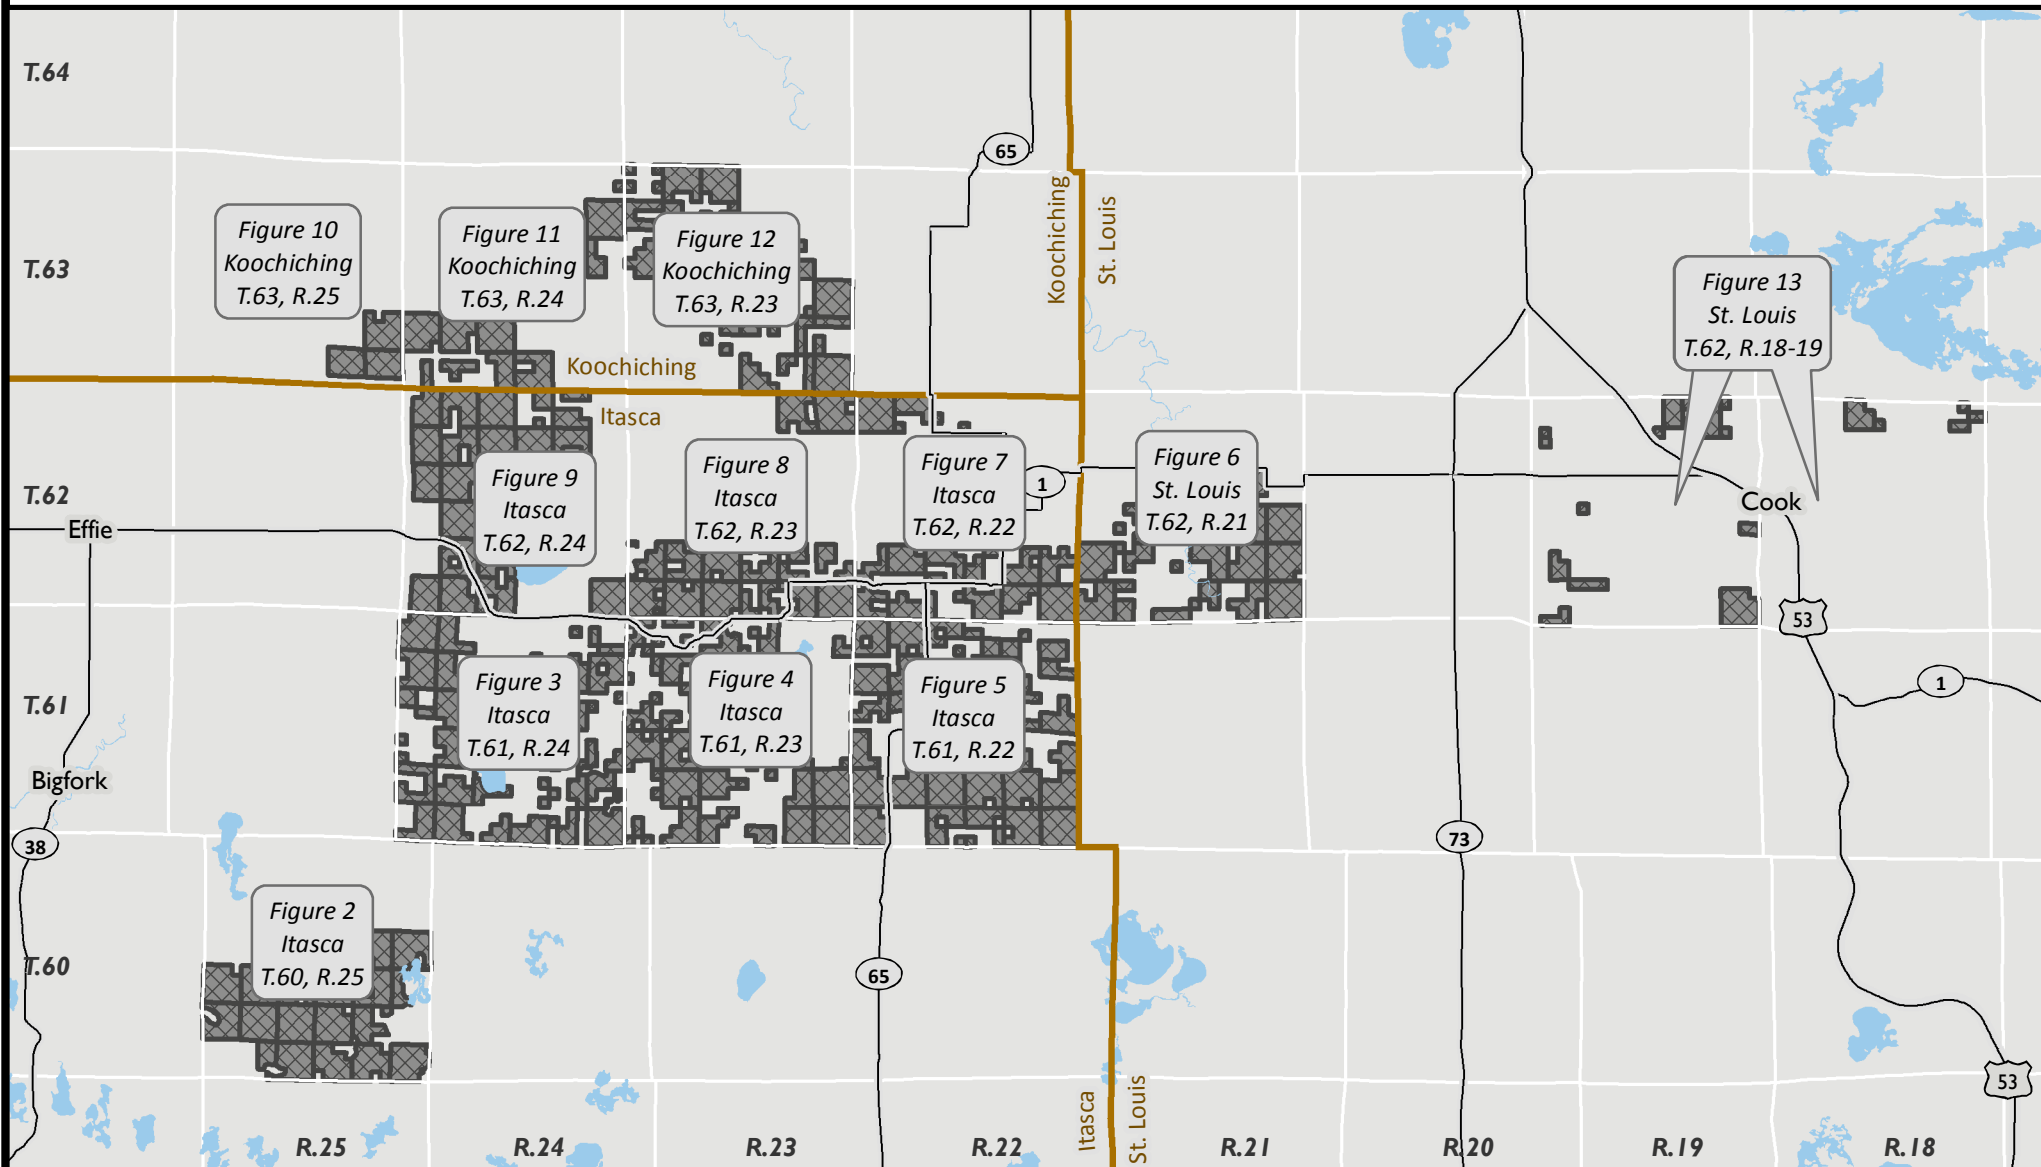 T.64
65
Koochiching
St. Louis
Figure 10
Koochiching
T.63, R.25
Figure 11
Koochiching
T.63, R.24
Figure 12
Koochiching
T.63, R.23
T.63
Figure 13
St. Louis
T.62, R.18-19
Koochiching
Itasca
Figure 9
Itasca
T.62, R.24
Figure 8
Itasca
T.62, R.23
Figure 7
Itasca
T.62, R.22
1
Figure 6
St. Louis
T.62, R.21
T.62
Effie
Cook
53
Figure 3
Itasca
T.61, R.24
Figure 4
Itasca
T.61, R.23
Figure 5
Itasca
T.61, R.22
1
T.61
Bigfork
38
73
Figure 2
Itasca
T.60, R.25
T.60
65
53
Itasca
St. Louis
R.25
R.24
R.23
R.22
R.21
R.20
R.19
R.18